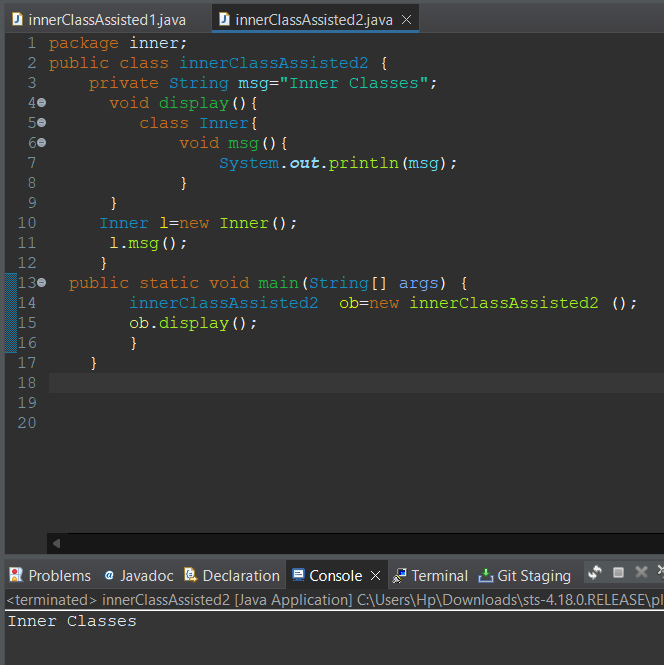 innerClassAssisted1.java innerClassAssisted2.java
1 package inner;
2 public class innerClassAssisted2 {
3 private String msg="Inner Classes";
4 void display(){
5 class Inner{
6 void msg(){
7 System.out.println(msg);
8 }
9 }
10 Inner l=new Inner();
11 l.msg();
12 }
13 public static void main(String[] args) {
14 innerClassAssisted2 ob=new innerClassAssisted2 ();
15 ob.display();
16 }
17 }
18
19
20
Problems Javadoc Declaration Console Terminal Git Staging
<terminated> innerClassAssisted2 [Java Application] C:\Users\Hp\Downloads\sts-4.18.0.RELEASE\pl
Inner Classes